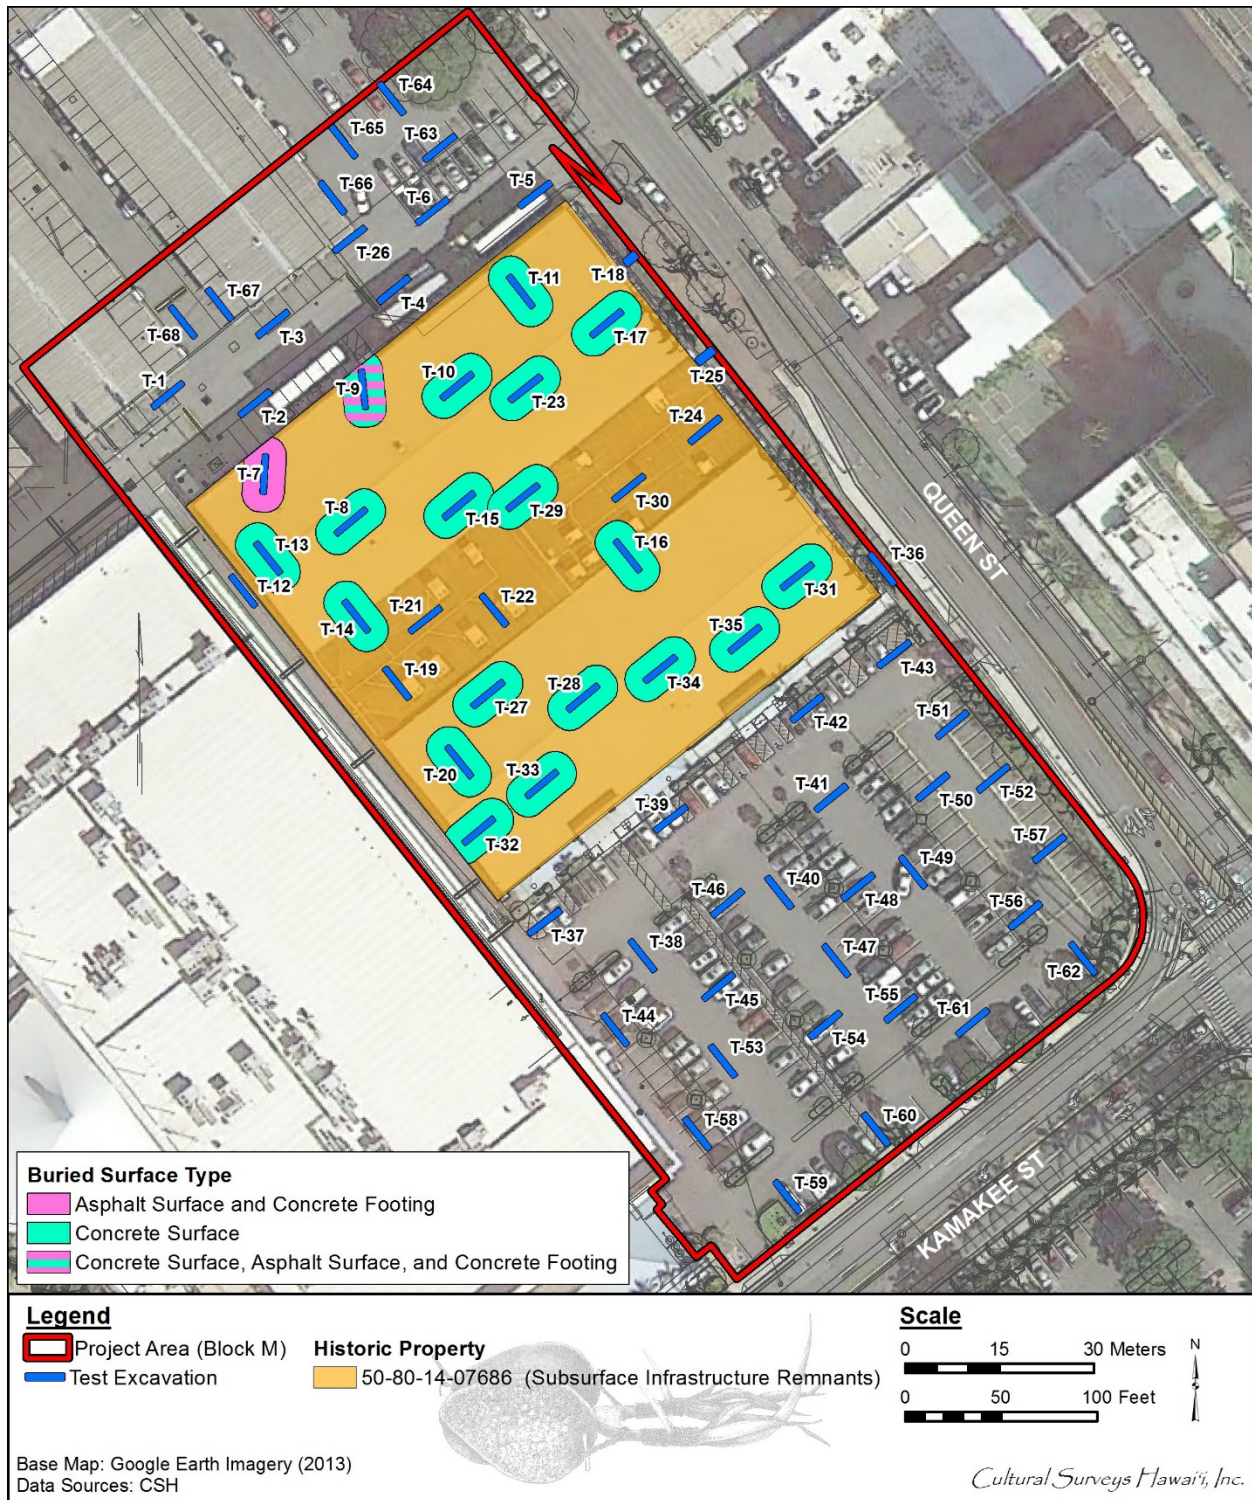 T-64
T-65
T-63
T-66
T-6
T-5
T-26
T-11
T-18
T-67
T-4
T-17
T-68
T-3
T-25
T-1
T-9
T-10
T-23
T-2
T-24
T-7
T-8
T-15
T-29
T-30
QUEEN ST
T-13
T-16
T-36
T-12
T-31
T-21
T-22
T-14
T-35
T-43
T-19
T-34
T-28
T-27
T-42
T-51
T-20
T-33
T-41
T-50
T-52
T-39
T-32
T-57
T-49
T-46
T-40
T-48
T-56
T-37
T-38
T-47
T-62
T-45
T-55
T-44
T-61
T-54
T-53
T-58
T-60
T-59
KAMAKEE ST
Buried Surface Type
Asphalt Surface and Concrete Footing
Concrete Surface
Concrete Surface, Asphalt Surface, and Concrete Footing
Legend
Project Area (Block M)
Test Excavation
Historic Property
50-80-14-07686 (Subsurface Infrastructure Remnants)
Scale
0 15 30 Meters
0 50 100 Feet
N
Base Map: Google Earth Imagery (2013)
Data Sources: CSH
Cultural Surveys Hawaiʻi, Inc.